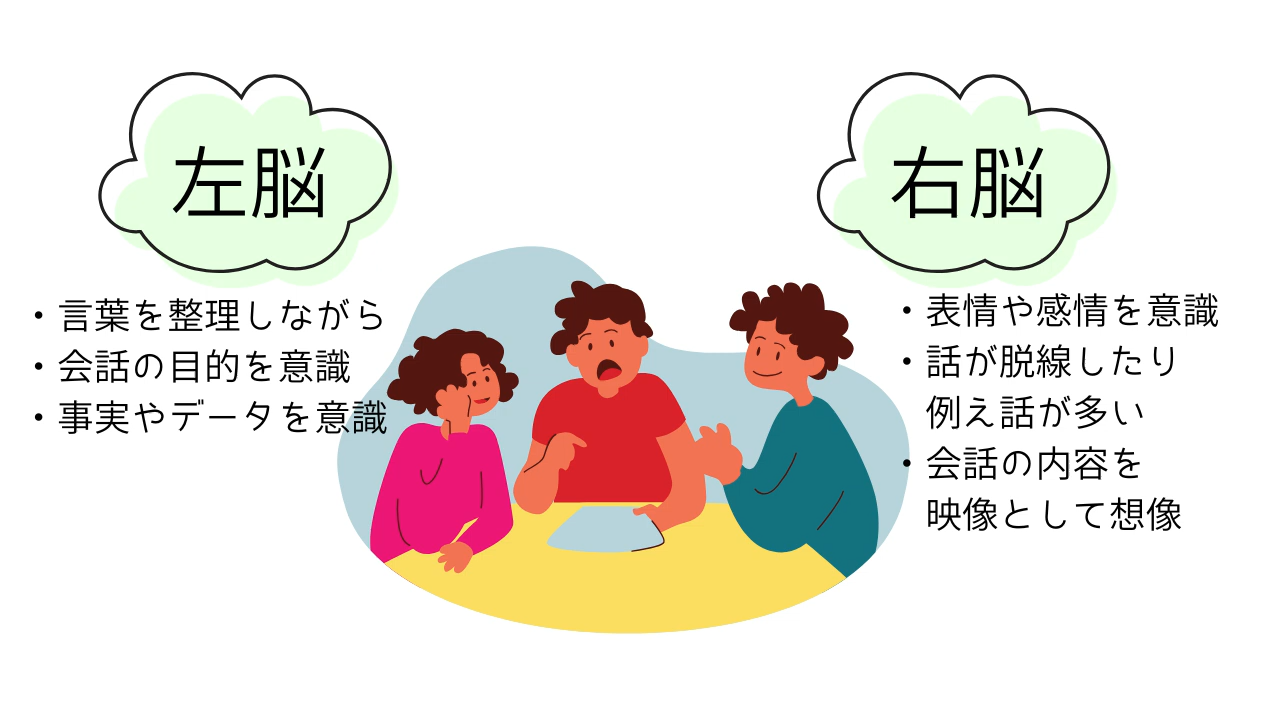 左脳
・言葉を整理しながら
・会話の目的を意識
・事実やデータを意識
右脳
・表情や感情を意識
・話が脱線したり
例え話が多い
・会話の内容を
映像として想像